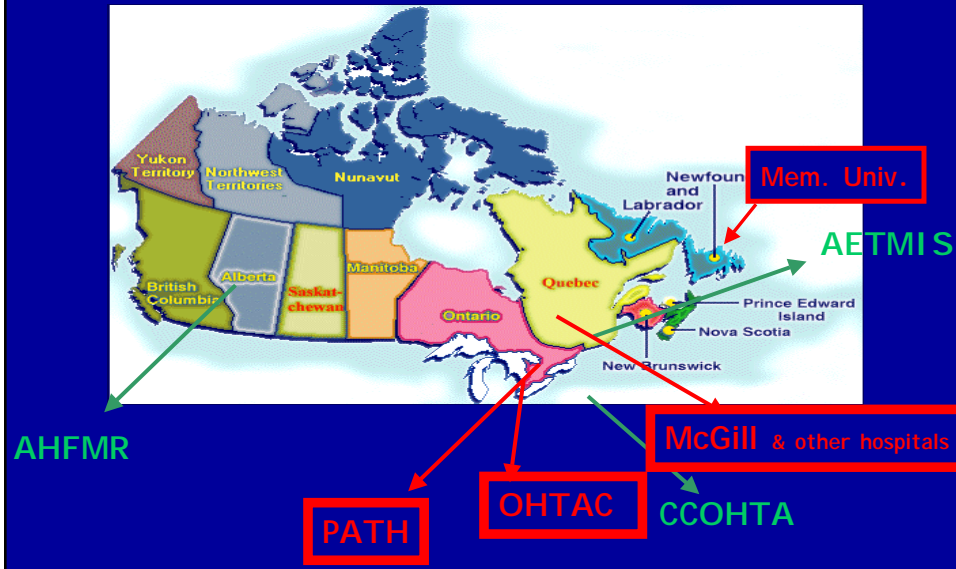 Yukon
Territory
Northwest
Territories
Nunavut
British
Columbia
Alberta
Saskat-
chewan
Manitoba
Ontario
Quebec
Newfoun
and
Labrador
Mem. Univ.
AETMIS
Prince Edward
Island
Nova Scotia
New Brunswick
McGill & other hospitals
AHFMR
PATH
OHTAC
CCOHTA